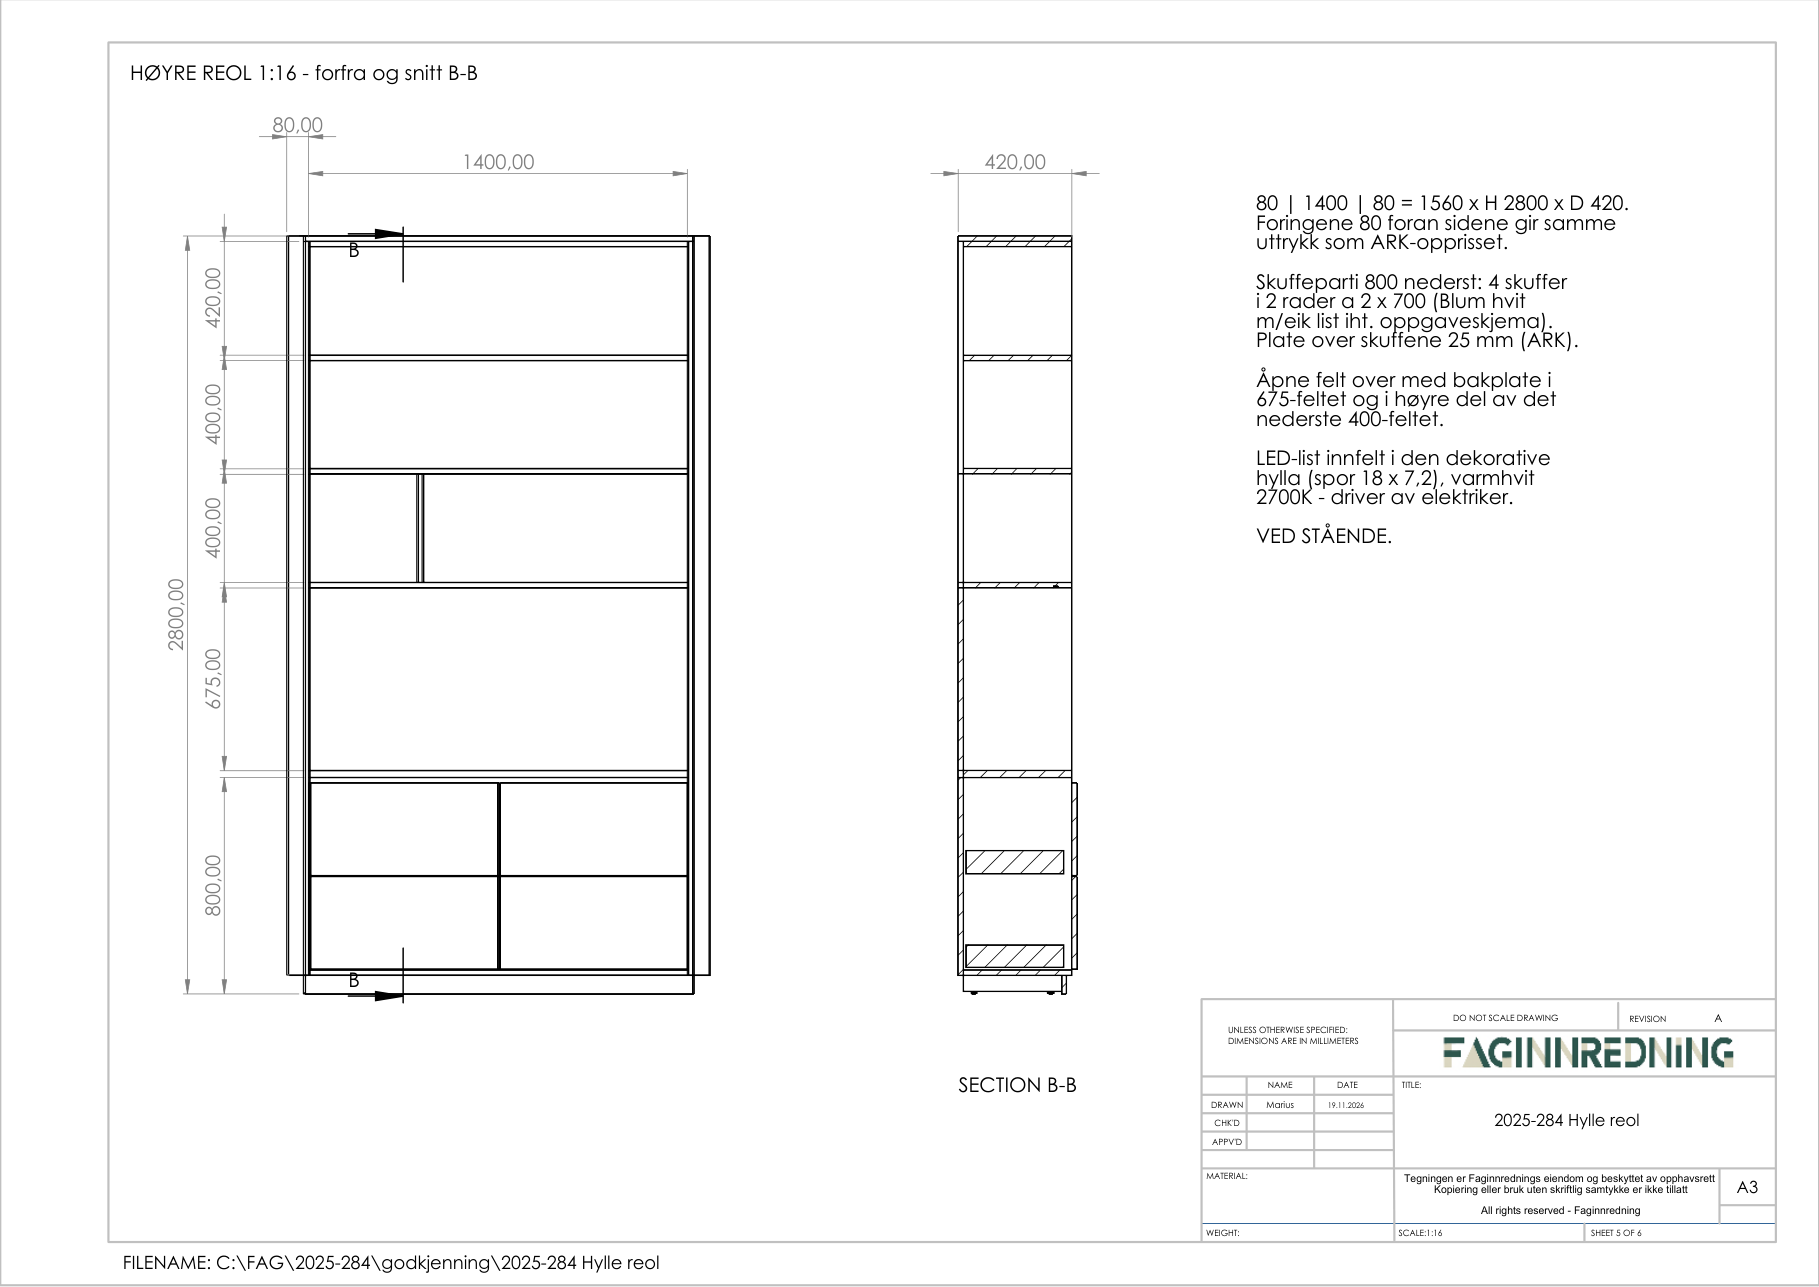 HØYRE REOL 1:16 - forfra og snitt B-B
80,00
1400,00
420,00
80 | 1400 | 80 = 1560 x H 2800 x D 420.
Foringene 80 foran sidene gir samme
uttrykk som ARK-opprisset.
Skuffeparti 800 nederst: 4 skuffer
i 2 rader a 2 x 700 (Blum hvit
m/eik list iht. oppgaveskjema).
Plate over skuffene 25 mm (ARK).
Åpne felt over med bakplate i
675-feltet og i høyre del av det
nederste 400-feltet.
LED-list innfelt i den dekorative
hylla (spor 18 x 7,2), varmhvit
2700K - driver av elektriker.
VED STÅENDE.
B
420,00
400,00
400,00
2800,00
675,00
800,00
B
SECTION B-B
UNLESS OTHERWISE SPECIFIED:
DIMENSIONS ARE IN MILLIMETERS
DO NOT SCALE DRAWING
REVISION A
FAGINNREDNiNG
NAME DATE
DRAWN Marius 19.11.2026
CHK'D
APPV'D
TITLE:
2025-284 Hylle reol
MATERIAL:
Tegningen er Faginnrednings eiendom og beskyttet av opphavsrett
Kopiering eller bruk uten skriftlig samtykke er ikke tillatt
All rights reserved - Faginnredning
A3
WEIGHT:
SCALE:1:16
SHEET 5 OF 6
FILENAME: C:\FAG\2025-284\godkjenning\2025-284 Hylle reol